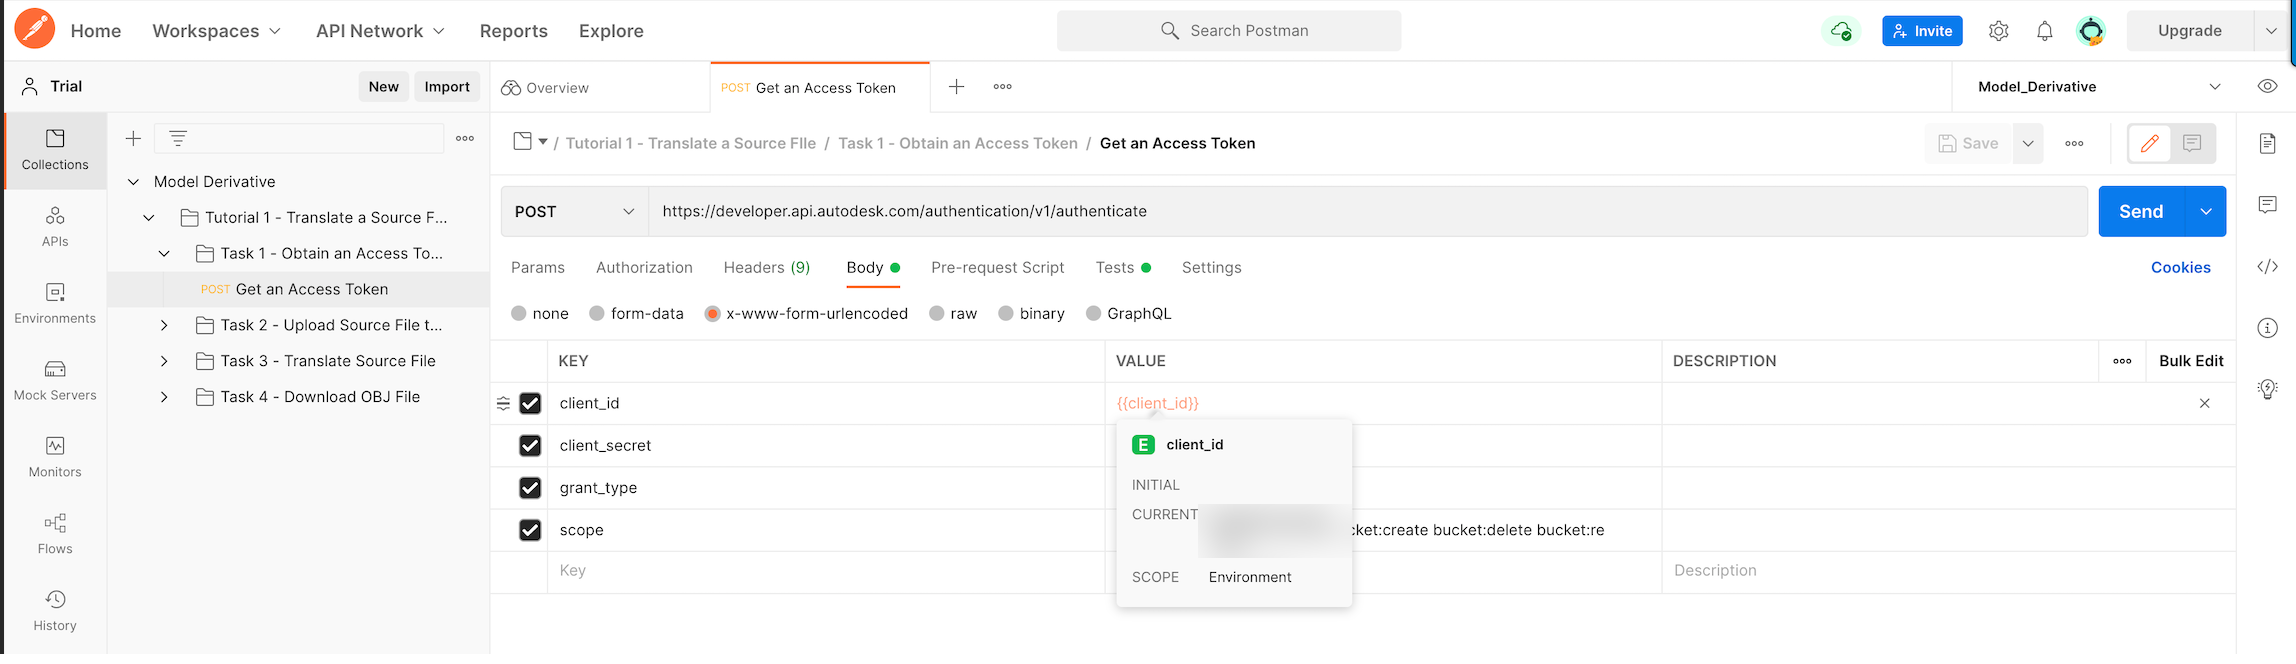 Home Workspaces API Network Reports Explore Search Postman Invite Upgrade
Trial New Import Overview POST Get an Access Token Model_Derivative
Collections
/ Tutorial 1 - Translate a Source FIle / Task 1 - Obtain an Access Token / Get an Access Token Save
Model Derivative
POST https://developer.api.autodesk.com/authentication/v1/authenticate Send
Tutorial 1 - Translate a Source F...
APIs
Task 1 - Obtain an Access To...
Params Authorization Headers (9) Body Pre-request Script Tests Settings Cookies
POST Get an Access Token
Environments
none form-data x-www-form-urlencoded raw binary GraphQL
Task 2 - Upload Source File t...
Task 3 - Translate Source File
KEY VALUE DESCRIPTION Bulk Edit
Mock Servers
Task 4 - Download OBJ File
client_id {{client_id}}
client_secret E client_id
Monitors
INITIAL
grant_type
CURRENT
scope cket:create bucket:delete bucket:re
Flows
Key Description
SCOPE Environment
History